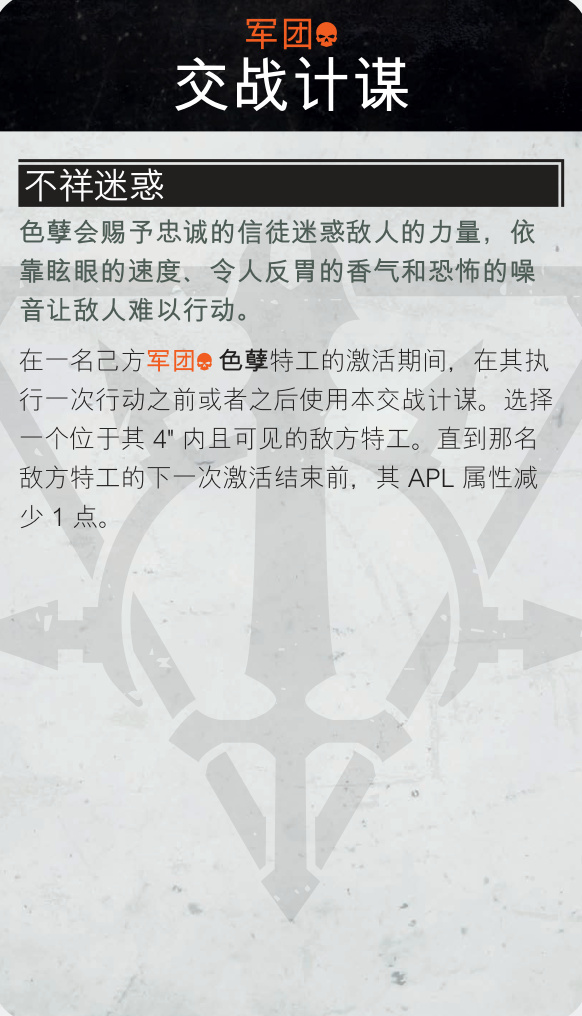 军团
交战计谋
不祥迷惑
色孽会赐予忠诚的信徒迷惑敌人的力量，依
靠眩眼的速度、令人反胃的香气和恐怖的噪
音让敌人难以行动。
在一名己方军团 色孽特工的激活期间，在其执
行一次行动之前或者之后使用本交战计谋。选择
一个位于其 4" 内且可见的敌方特工。直到那名
敌方特工的下一次激活结束前，其 APL 属性减
少 1 点。